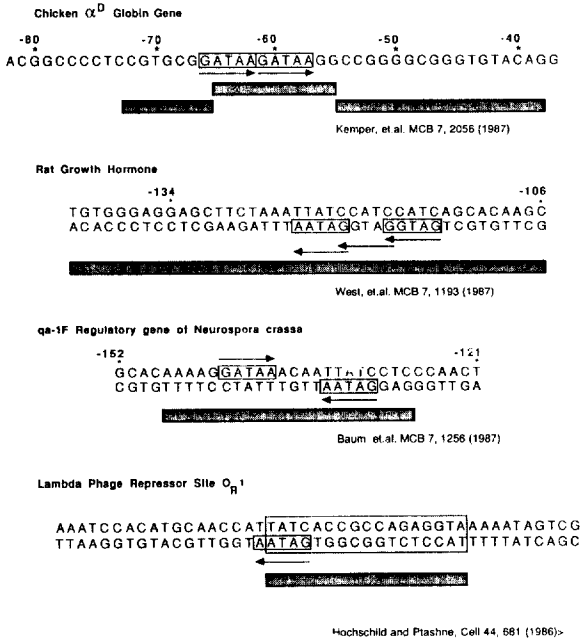 Chicken αD Globin Gene
-80 -70 -60 -50 -40
ACGGCCCCTCCGTGCGGATAAGATAAGGCCGGGGCGGGTGTACAGG
Kemper, et.al. MCB 7, 2056 (1987)
Rat Growth Hormone
-134 -106
TGTGGGAGGAGCTTCTAAATTATCCATCCATCAGCACAAGC
ACACCCTCCTCGAAGATTTAATAGGTAGGTAGTCGTGTTCG
West, et.al. MCB 7, 1193 (1987)
qa-1F Regulatory gene of Neurospora crassa
-152 -121
GCACAAAAGGATAAACAATTATCCTCCCAACT
CGTGTTTTCCTATTTGTTAATAGGAGGGTTGA
Baum et.al. MCB 7, 1256 (1987)
Lambda Phage Repressor Site OR1
AAATCCACATGCAACCATTATCACCGCCAGAGGTAAAAATAGTCG
TTAAGGTGTACGTTGGTAATAGTGGCGGTCTCCATTTTTATCAGC
Hochschild and Ptashne, Cell 44, 681 (1986)>